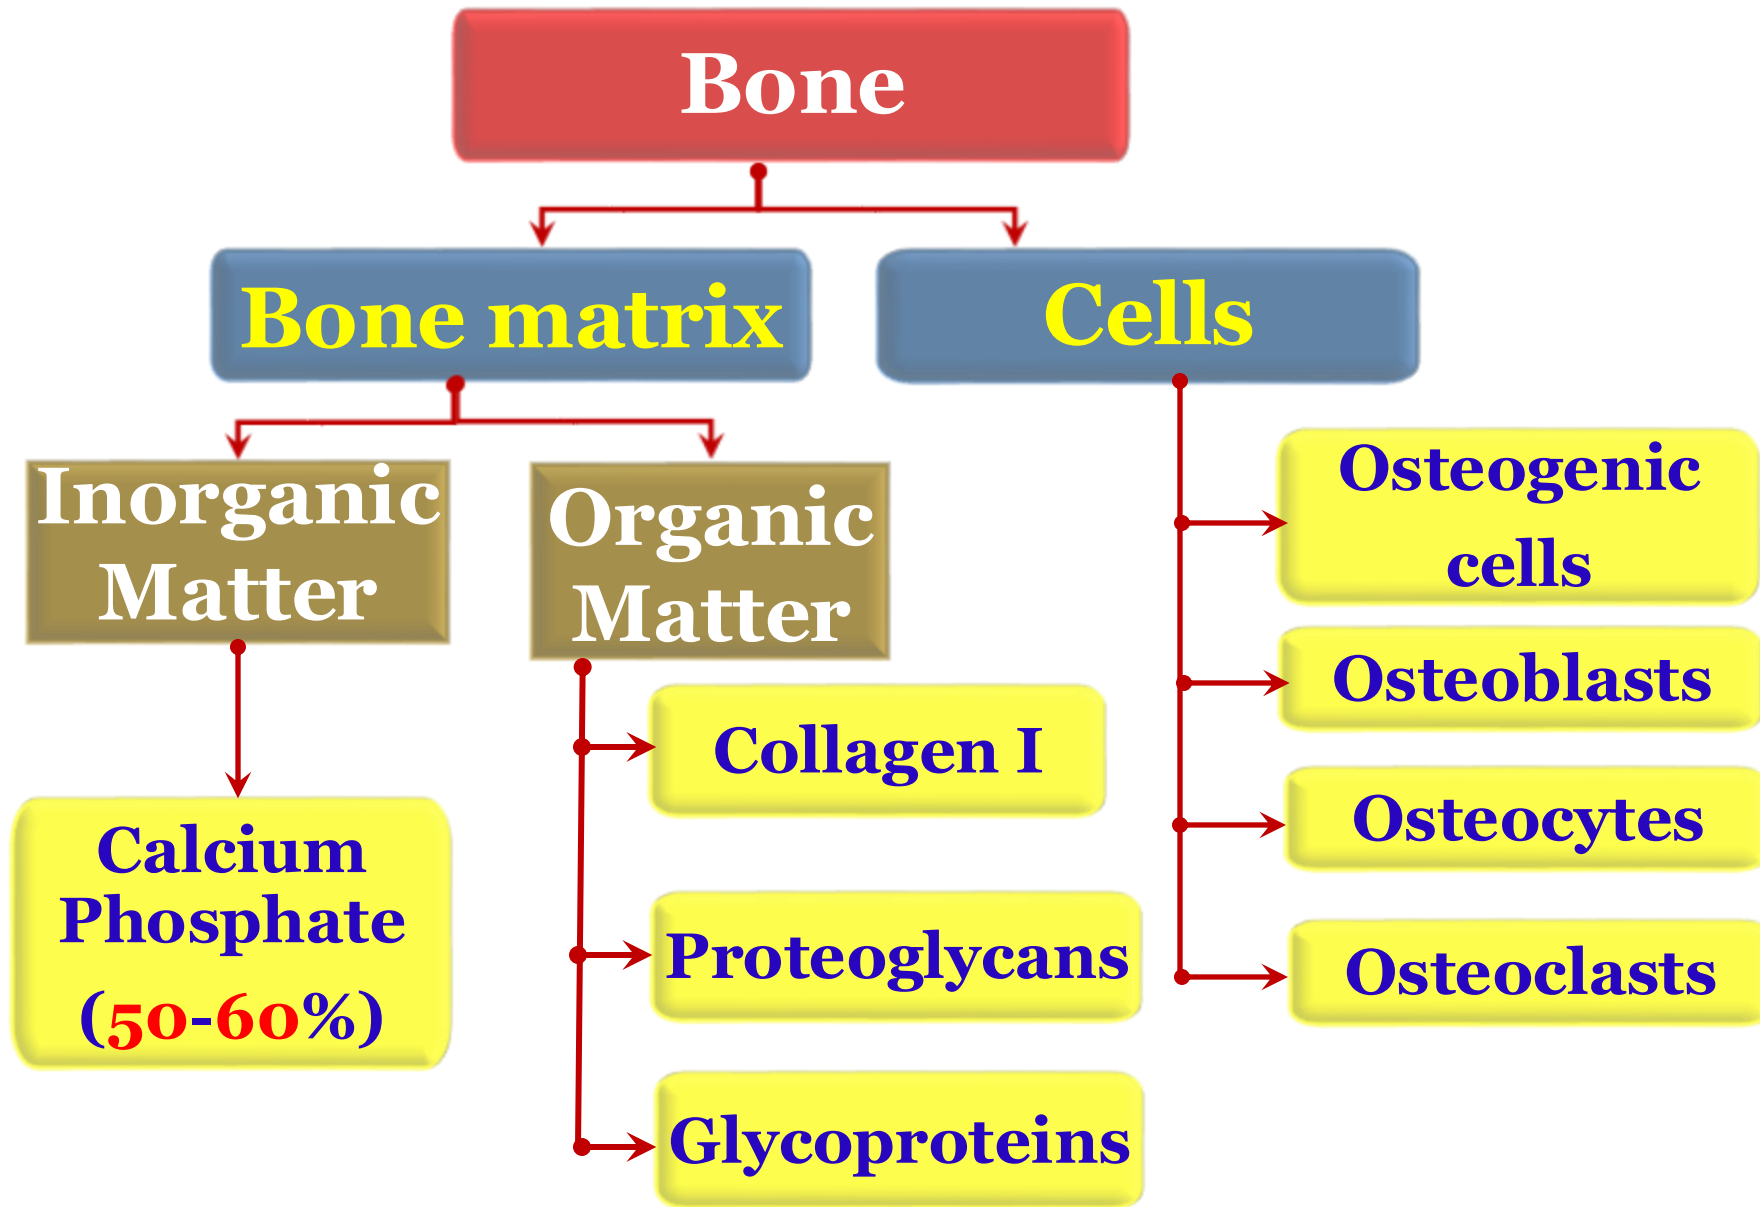 Bone
Bone matrix
Cells
Inorganic
Matter
Organic
Matter
Calcium
Phosphate
(50-60%)
Collagen I
Proteoglycans
Glycoproteins
Osteogenic
cells
Osteoblasts
Osteocytes
Osteoclasts